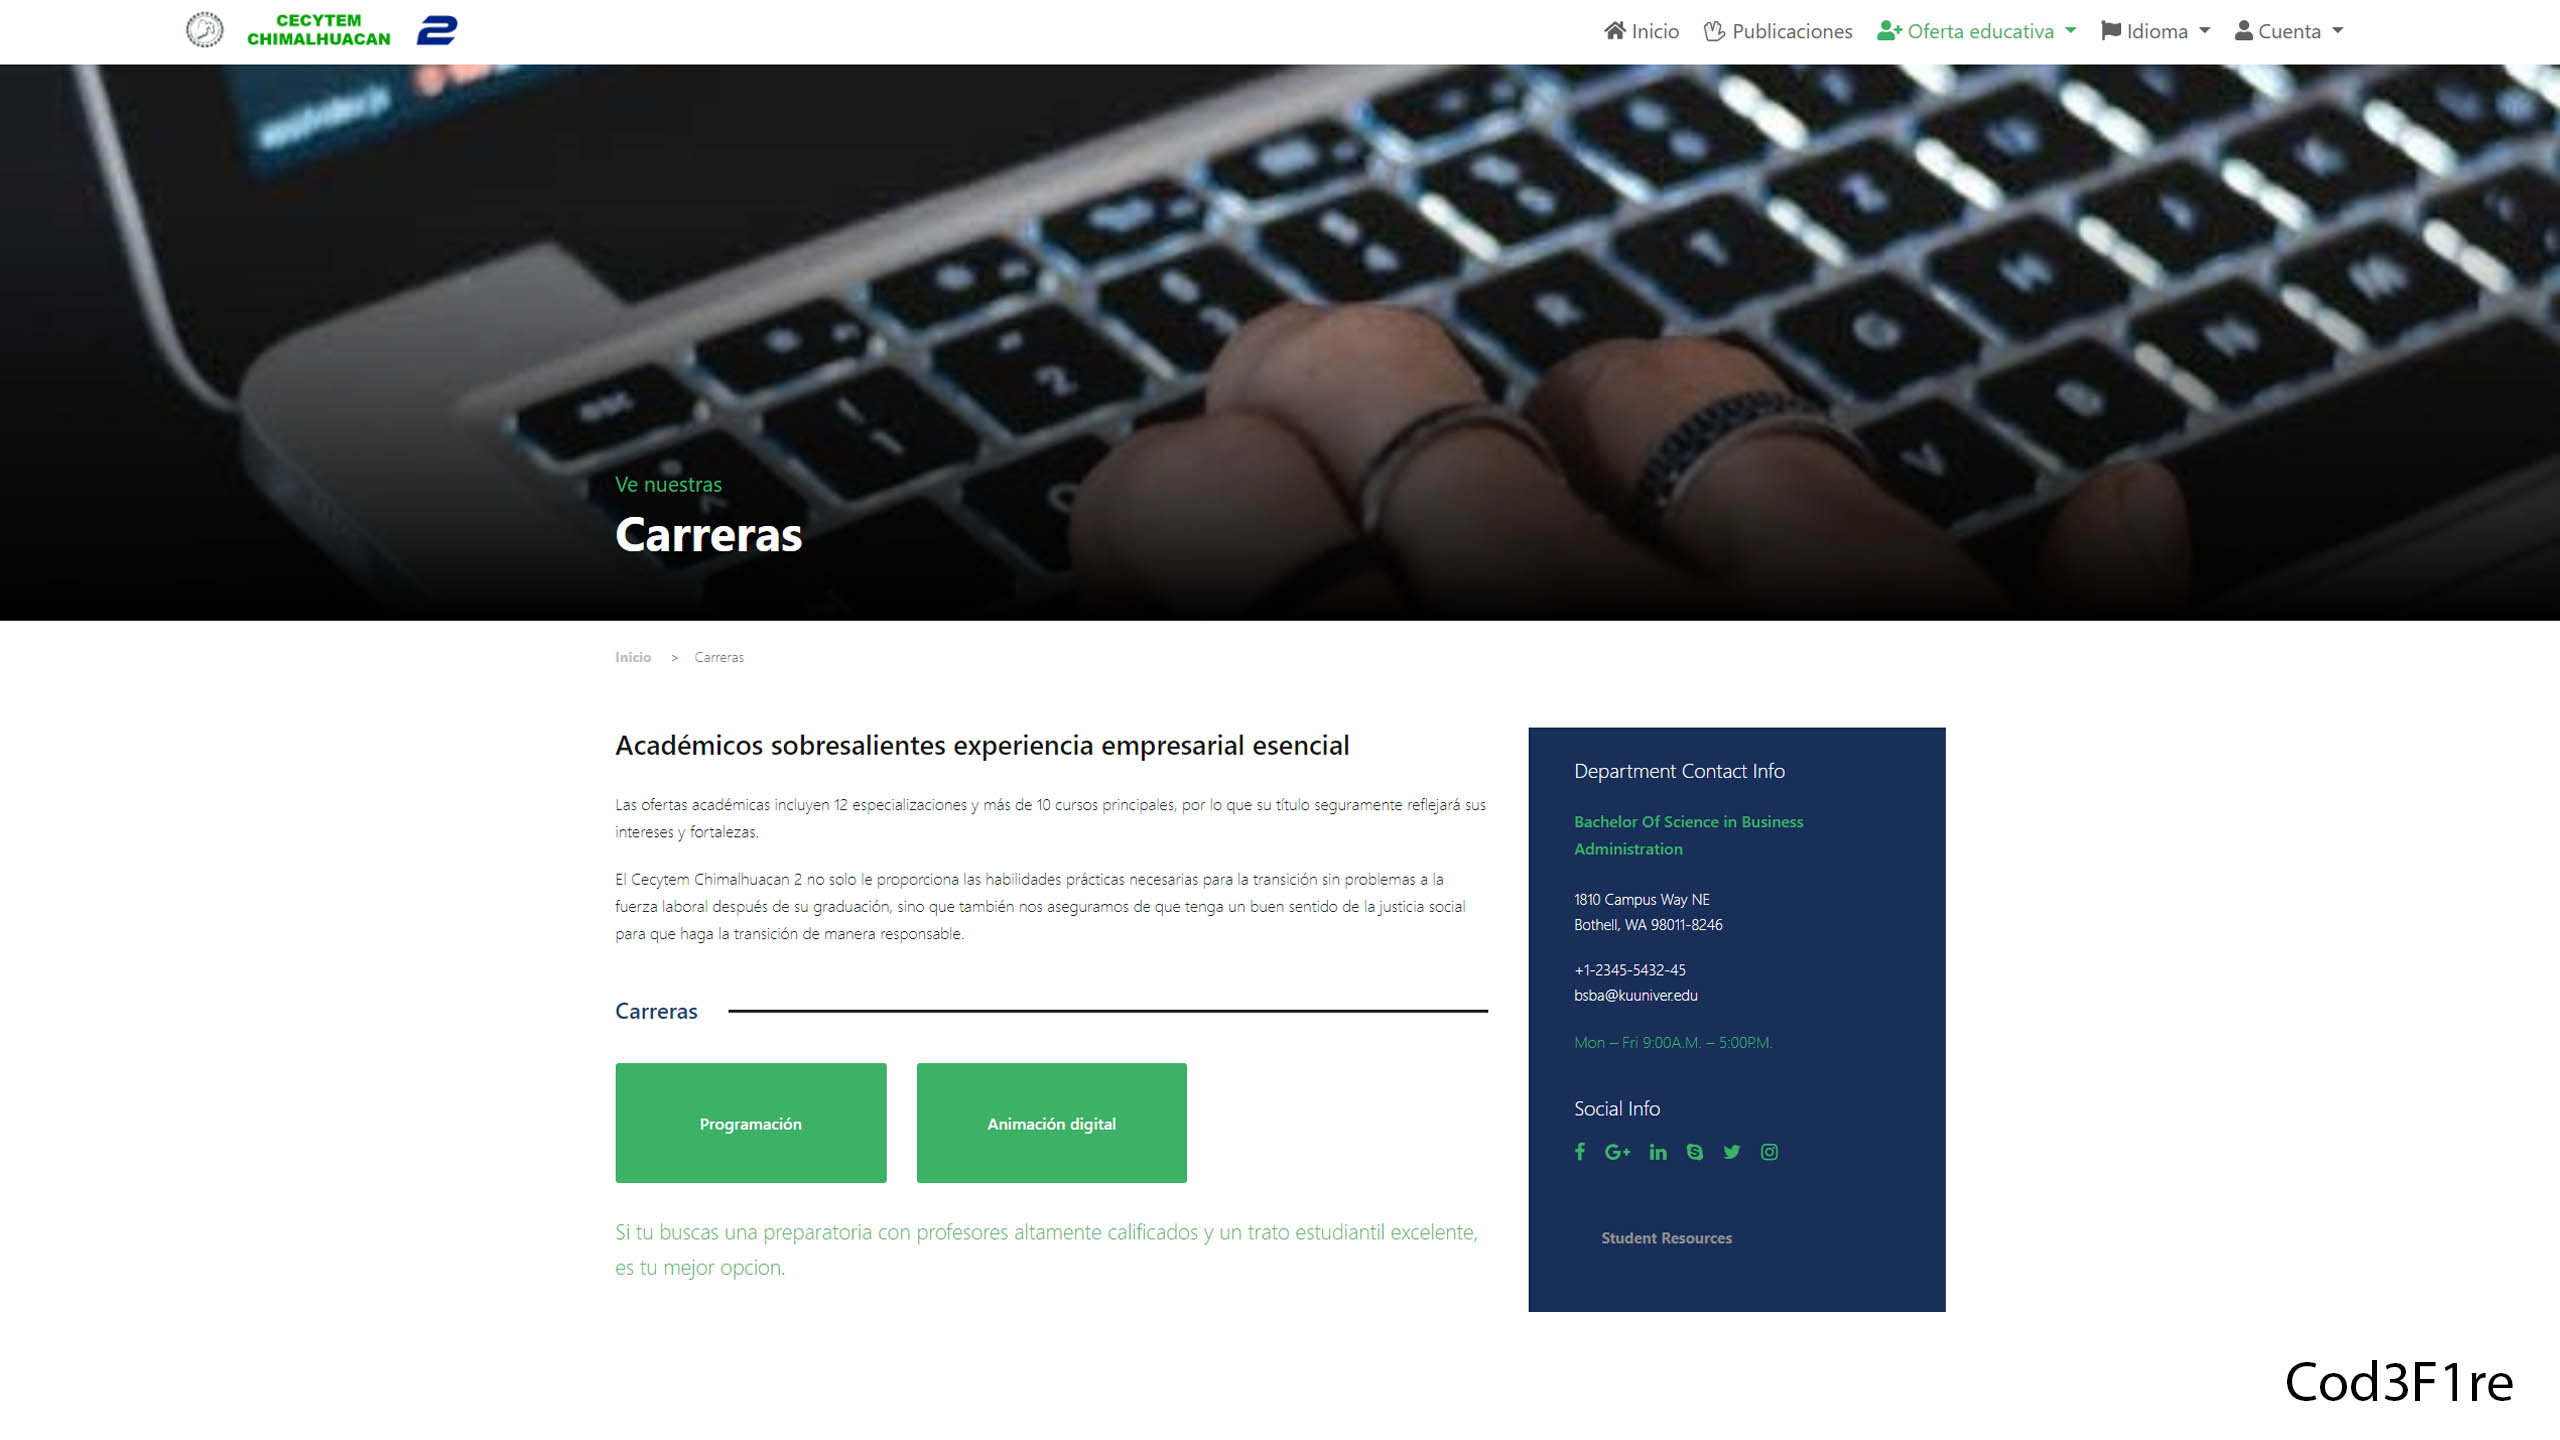 CECYTEM
CHIMALHUACAN 2
Inicio Publicaciones Oferta educativa Idioma Cuenta
esc
Ve nuestras
Carreras
Inicio > Carreras
Académicos sobresalientes experiencia empresarial esencial
Las ofertas académicas incluyen 12 especializaciones y más de 10 cursos principales, por lo que su título seguramente reflejará sus
intereses y fortalezas.
El Cecytem Chimalhuacan 2 no solo le proporciona las habilidades prácticas necesarias para la transición sin problemas a la
fuerza laboral después de su graduación, sino que también nos aseguramos de que tenga un buen sentido de la justicia social
para que haga la transición de manera responsable.
Carreras
Programación
Animación digital
Si tu buscas una preparatoria con profesores altamente calificados y un trato estudiantil excelente,
es tu mejor opcion.
Department Contact Info
Bachelor Of Science in Business
Administration
1810 Campus Way NE
Bothell, WA 98011-8246
+1-2345-5432-45
bsba@kuuniver.edu
Mon – Fri 9:00A.M. – 5:00P.M.
Social Info
Student Resources
Cod3F1re